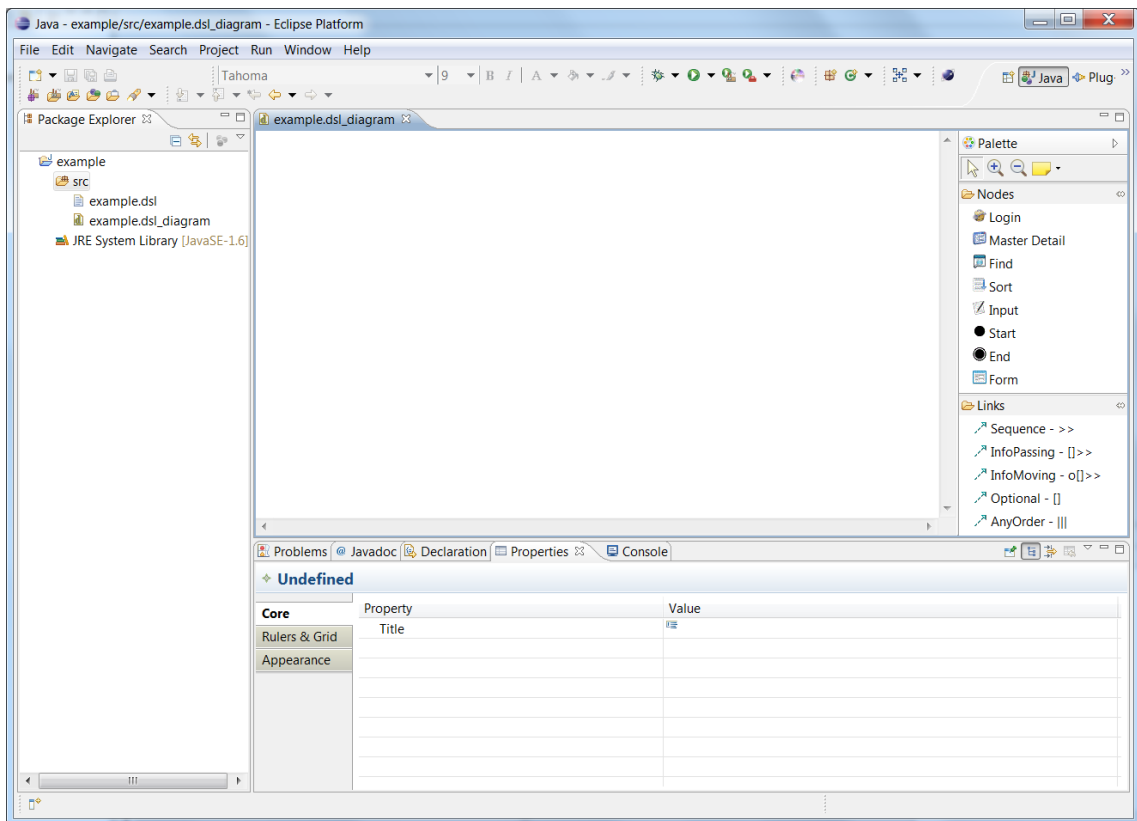 Java - example/src/example.dsl_diagram - Eclipse Platform
File Edit Navigate Search Project Run Window Help
Tahoma 9 B I A Java Plug
Package Explorer
example
src
example.dsl
example.dsl_diagram
JRE System Library [JavaSE-1.6]
example.dsl_diagram
Palette
Nodes
Login
Master Detail
Find
Sort
Input
Start
End
Form
Links
Sequence - >>
InfoPassing - []>>
InfoMoving - o[]>>
Optional - []
AnyOrder - |||
Problems @ Javadoc Declaration Properties Console
Undefined
Core
Rulers & Grid
Appearance
Property Value
Title